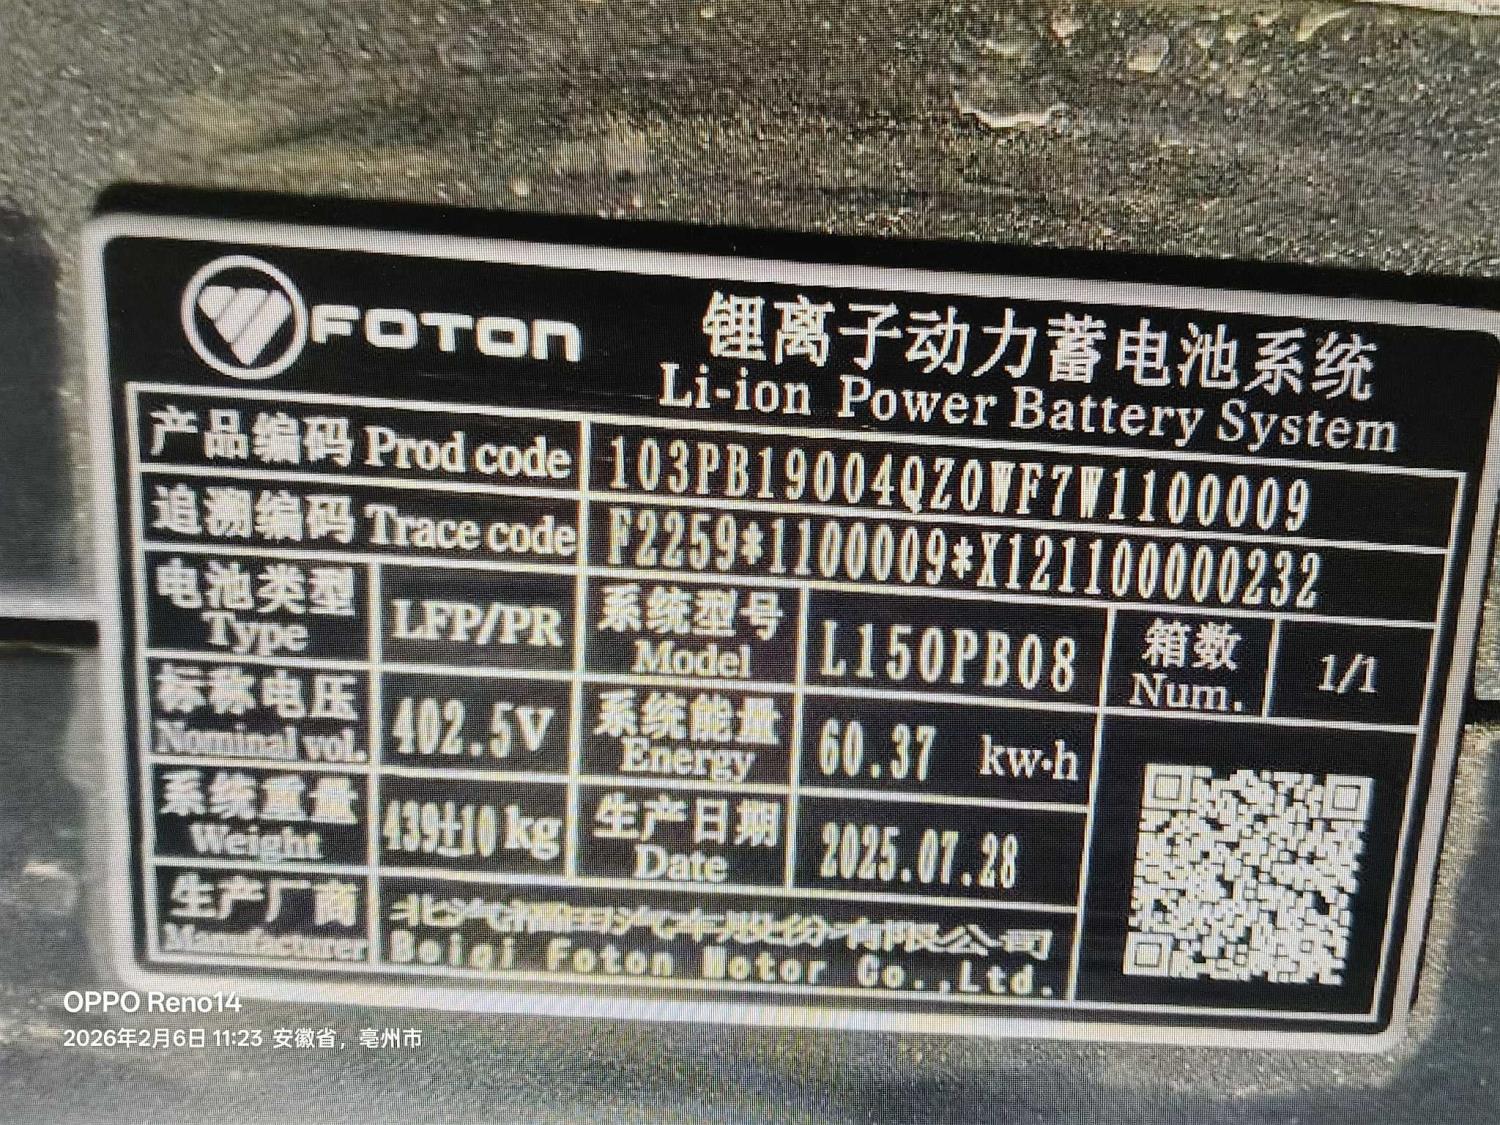 FOTON
锂离子动力蓄电池系统
Li-ion Power Battery System
产品编码 Prod code 103PB19004QZ0WF7W1100009
追溯编码 Trace code F2259*1100009*X121100000232
电池类型 Type LFP/PR 系统型号 Model L150PB08 箱数 Num. 1/1
标称电压 Nominal vol. 402.5V 系统能量 Energy 60.37 kw·h
系统重量 Weight 439±10 kg 生产日期 Date 2025.07.28
生产厂商 Manufacturer 北汽福田汽车股份有限公司
Beiqi Foton Motor Co.,Ltd.
OPPO Reno14
2026年2月6日 11:23 安徽省，亳州市